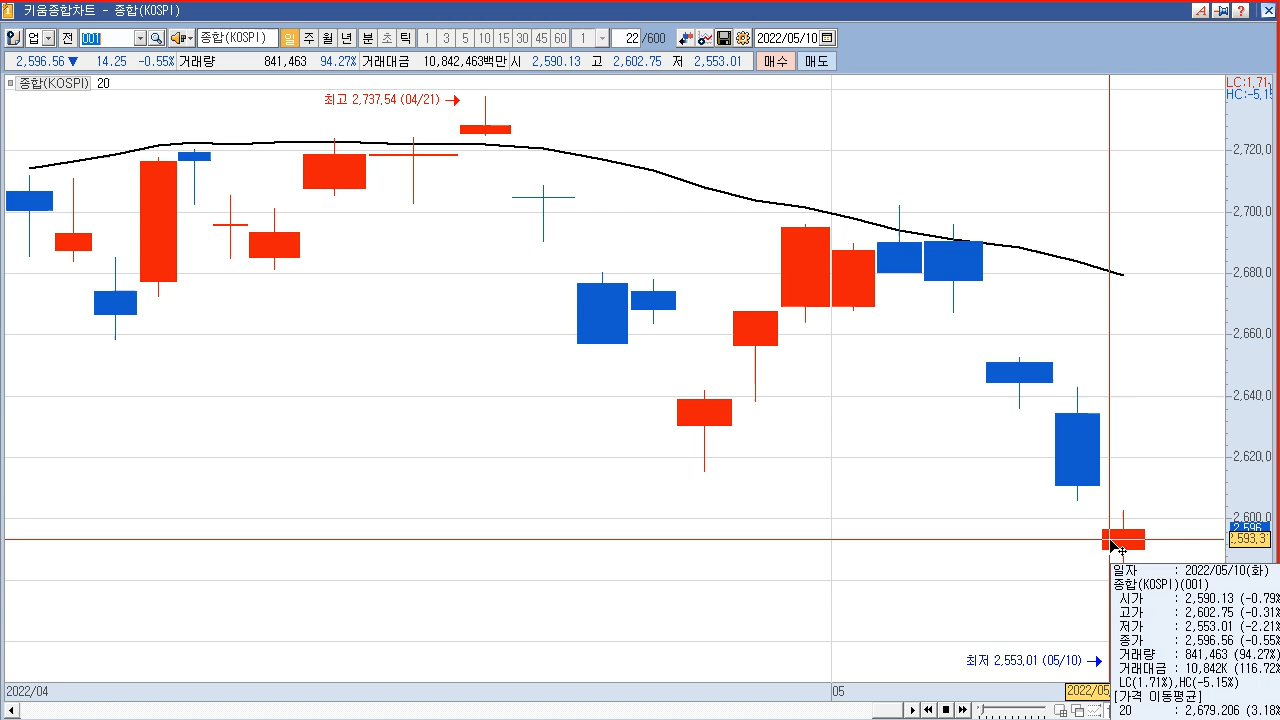 키움종합차트 - 종합(KOSPI)
업 전 001 종합(KOSPI) 일 주 월 년 분 초 틱 1 3 5 10 15 30 45 60 1 22 /600 2022/05/10
2,596.56 ▼ 14.25 -0.55% 거래량 841,463 94.27% 거래대금 10,842,463백만 시 2,590.13 고 2,602.75 저 2,553.01 매수 매도
종합(KOSPI) 20
LC:1.71
HC:-5.15
최고 2,737.54 (04/21)
2,720.0
2,700.0
2,680.0
2,660.0
2,640.0
2,620.0
2,600.0
2,596
2,593.31
일자 : 2022/05/10(화)
종합(KOSPI)(001)
시가 : 2,590.13 (-0.79%
고가 : 2,602.75 (-0.31%
저가 : 2,553.01 (-2.21%
종가 : 2,596.56 (-0.55%
거래량 : 841,463 (94.27%
거래대금 : 10,842K (116.72%
LC(1.71%),HC(-5.15%)
[가격 이동평균]
20 : 2,679.206 (3.18%
최저 2,553.01 (05/10)
2022/04 05 2022/05